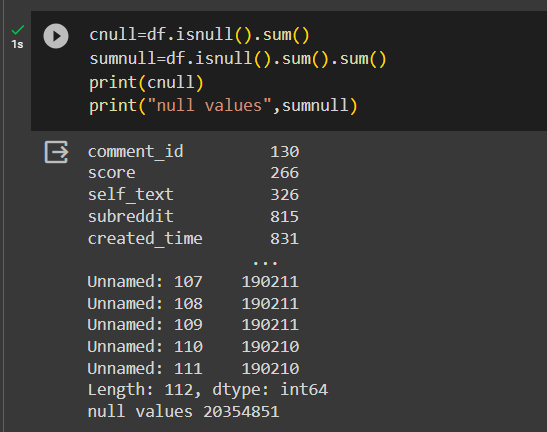 cnull=df.isnull().sum()
1s
sumnull=df.isnull().sum().sum()
print(cnull)
print("null values",sumnull)
comment_id 130
score 266
self_text 326
subreddit 815
created_time 831
...
Unnamed: 107 190211
Unnamed: 108 190211
Unnamed: 109 190211
Unnamed: 110 190210
Unnamed: 111 190210
Length: 112, dtype: int64
null values 20354851